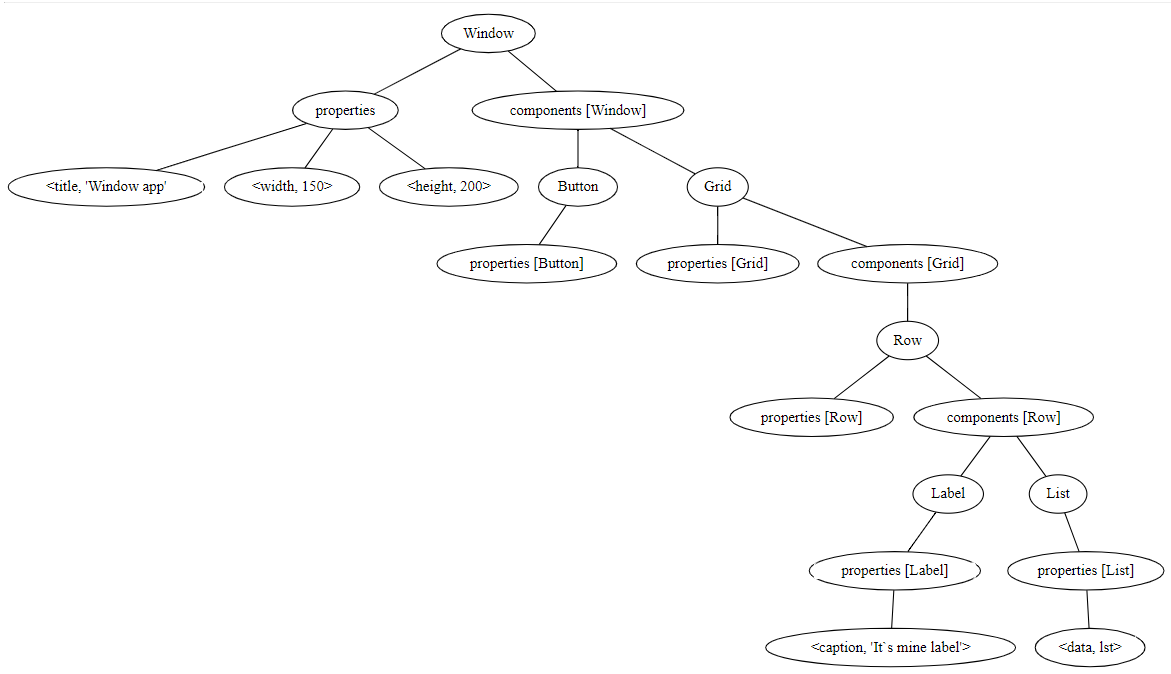 Window
properties
components [Window]
<title, 'Window app'
<width, 150>
<height, 200>
Button
Grid
properties [Button]
properties [Grid]
components [Grid]
Row
properties [Row]
components [Row]
Label
List
properties [Label]
properties [List]
<caption, 'It`s mine label'>
<data, lst>